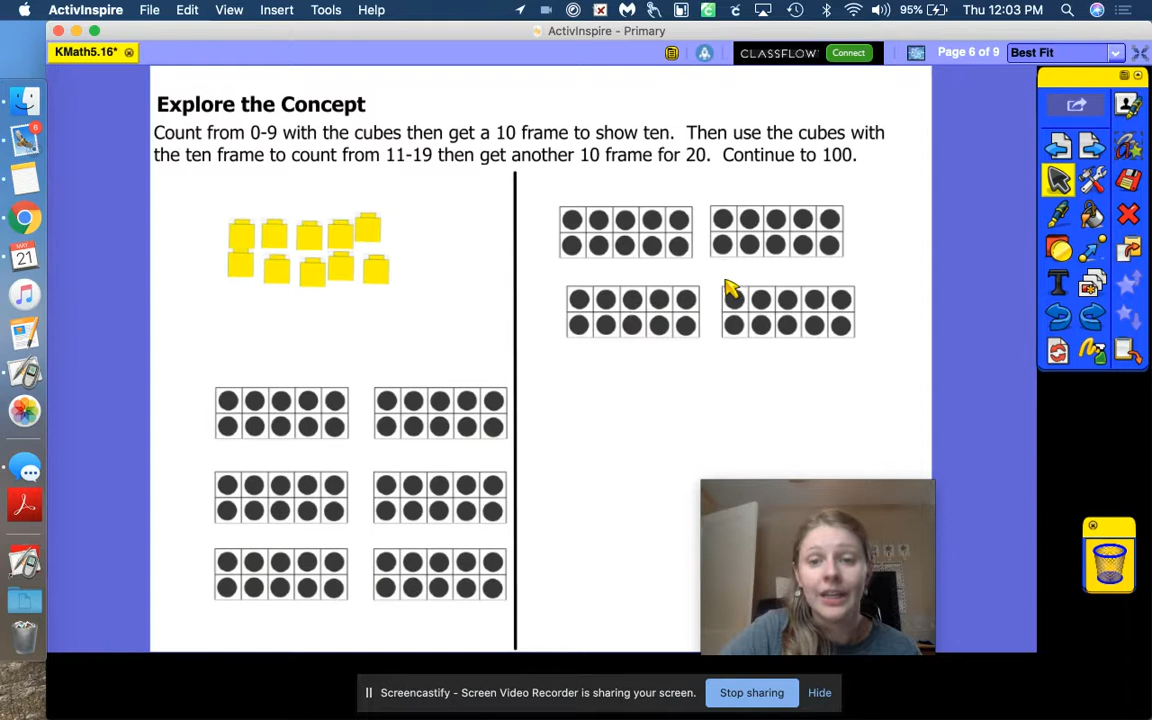 ActivInspire File Edit View Insert Tools Help 95% Thu 12:03 PM
ActivInspire - Primary
KMath5.16* CLASSFLOW Connect Page 6 of 9 Best Fit
Explore the Concept
Count from 0-9 with the cubes then get a 10 frame to show ten. Then use the cubes with
the ten frame to count from 11-19 then get another 10 frame for 20. Continue to 100.
6
MAY
21
T
Screencastify - Screen Video Recorder is sharing your screen. Stop sharing Hide